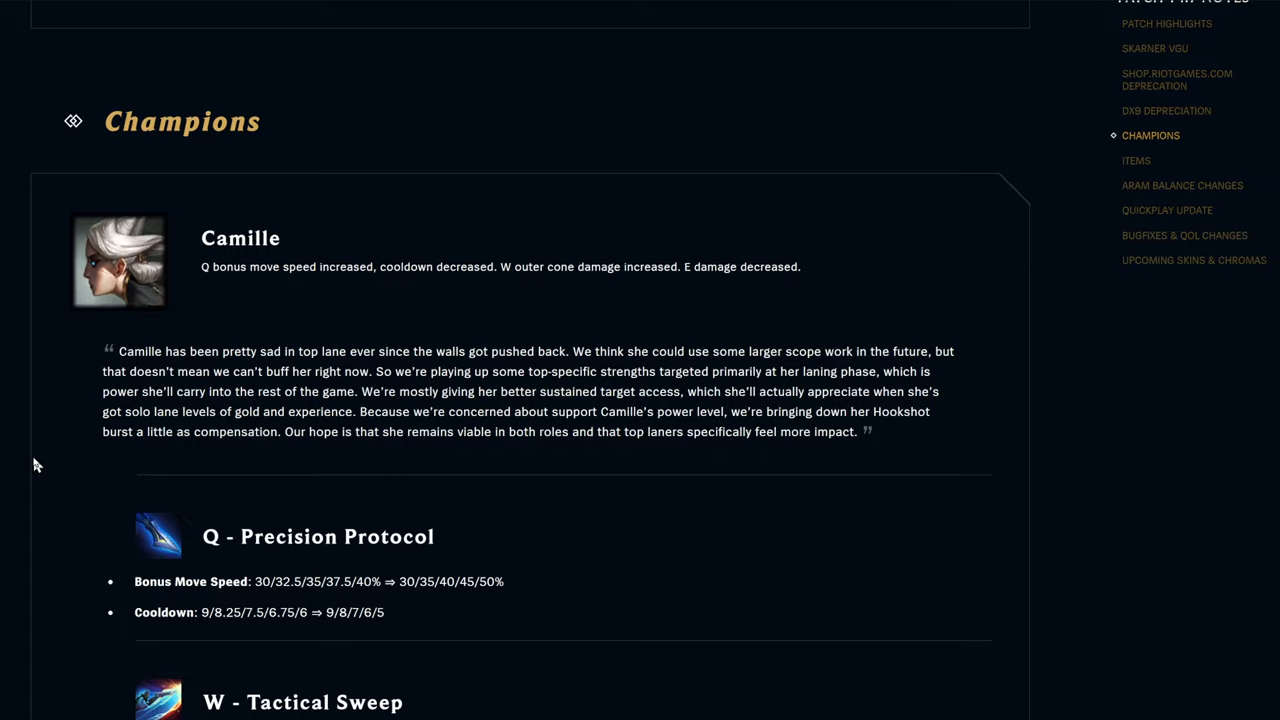 PATCH HIGHLIGHTS
SKARNER VGU
SHOP.RIOTGAMES.COM
DEPRECATION
DX9 DEPRECIATION
CHAMPIONS
ITEMS
ARAM BALANCE CHANGES
QUICKPLAY UPDATE
BUGFIXES & QOL CHANGES
UPCOMING SKINS & CHROMAS
Champions
Camille
Q bonus move speed increased, cooldown decreased. W outer cone damage increased. E damage decreased.
“ Camille has been pretty sad in top lane ever since the walls got pushed back. We think she could use some larger scope work in the future, but
that doesn’t mean we can’t buff her right now. So we’re playing up some top-specific strengths targeted primarily at her laning phase, which is
power she’ll carry into the rest of the game. We’re mostly giving her better sustained target access, which she’ll actually appreciate when she’s
got solo lane levels of gold and experience. Because we’re concerned about support Camille’s power level, we’re bringing down her Hookshot
burst a little as compensation. Our hope is that she remains viable in both roles and that top laners specifically feel more impact. ”
Q - Precision Protocol
• Bonus Move Speed: 30/32.5/35/37.5/40% ⇒ 30/35/40/45/50%
• Cooldown: 9/8.25/7.5/6.75/6 ⇒ 9/8/7/6/5
W - Tactical Sweep